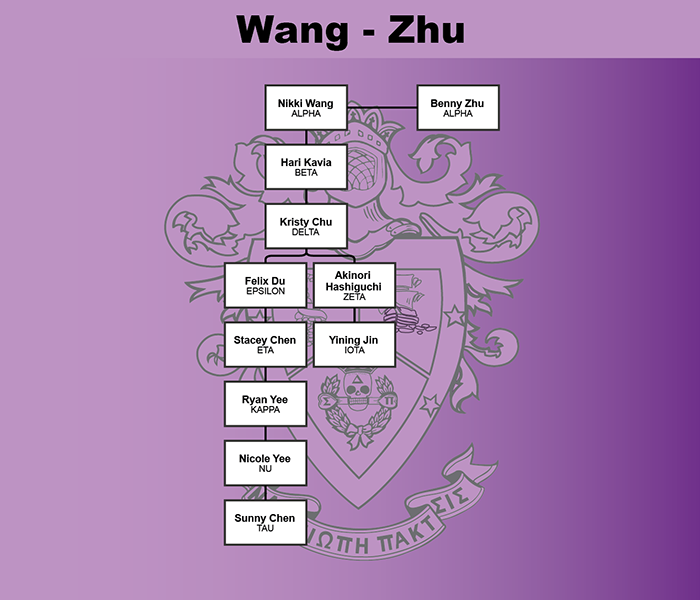 Wang - Zhu
Nikki Wang
ALPHA
Benny Zhu
ALPHA
Hari Kavia
BETA
Kristy Chu
DELTA
Felix Du
EPSILON
Akinori
Hashiguchi
ZETA
Stacey Chen
ETA
Yining Jin
IOTA
Ryan Yee
KAPPA
Nicole Yee
NU
Sunny Chen
TAU
Δ
Σ Π
ΙΩΠΗ ΠΑΚΤΣΙΣ